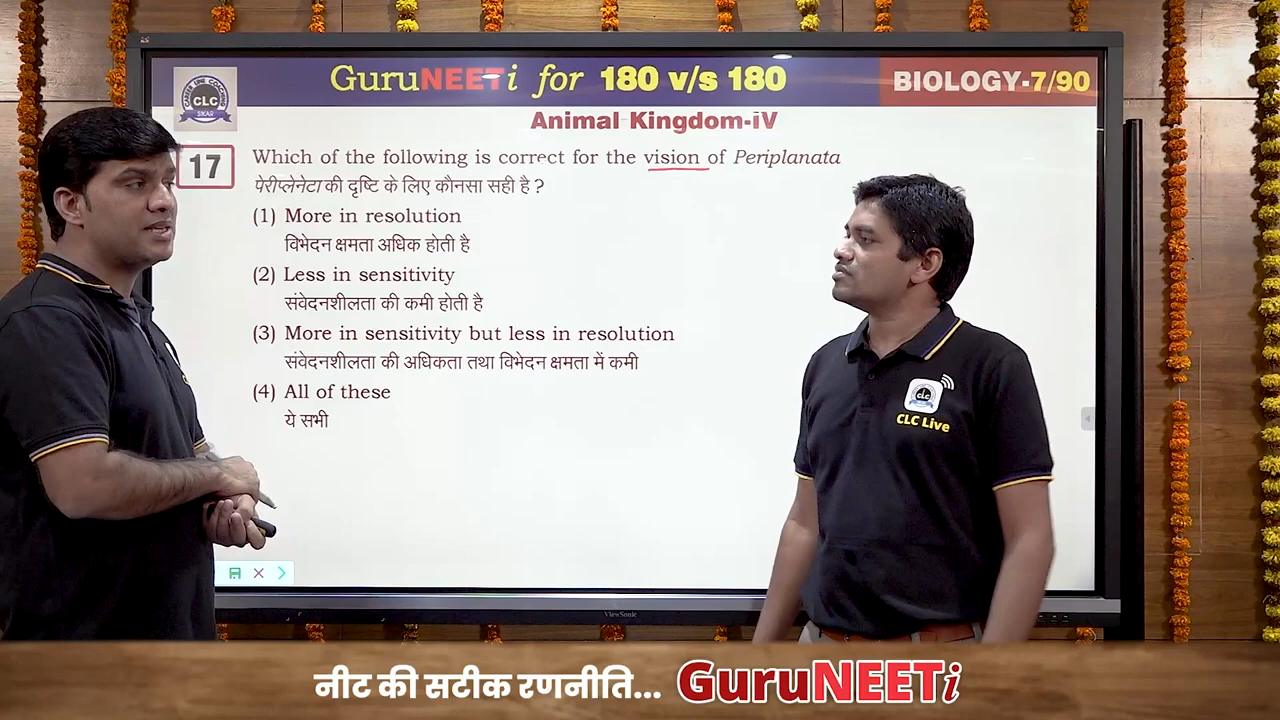 GuruNEETi for 180 v/s 180
BIOLOGY-7/90
CLC
SIKAR
Animal Kingdom-iV
17
Which of the following is correct for the vision of Periplanata
पेरीप्लेनेटा की दृष्टि के लिए कौनसा सही है ?
(1) More in resolution
विभेदन क्षमता अधिक होती है
(2) Less in sensitivity
संवेदनशीलता की कमी होती है
(3) More in sensitivity but less in resolution
संवेदनशीलता की अधिकता तथा विभेदन क्षमता में कमी
(4) All of these
ये सभी
CLC
CLC Live
ViewSonic
नीट की सटीक रणनीति... GuruNEETi